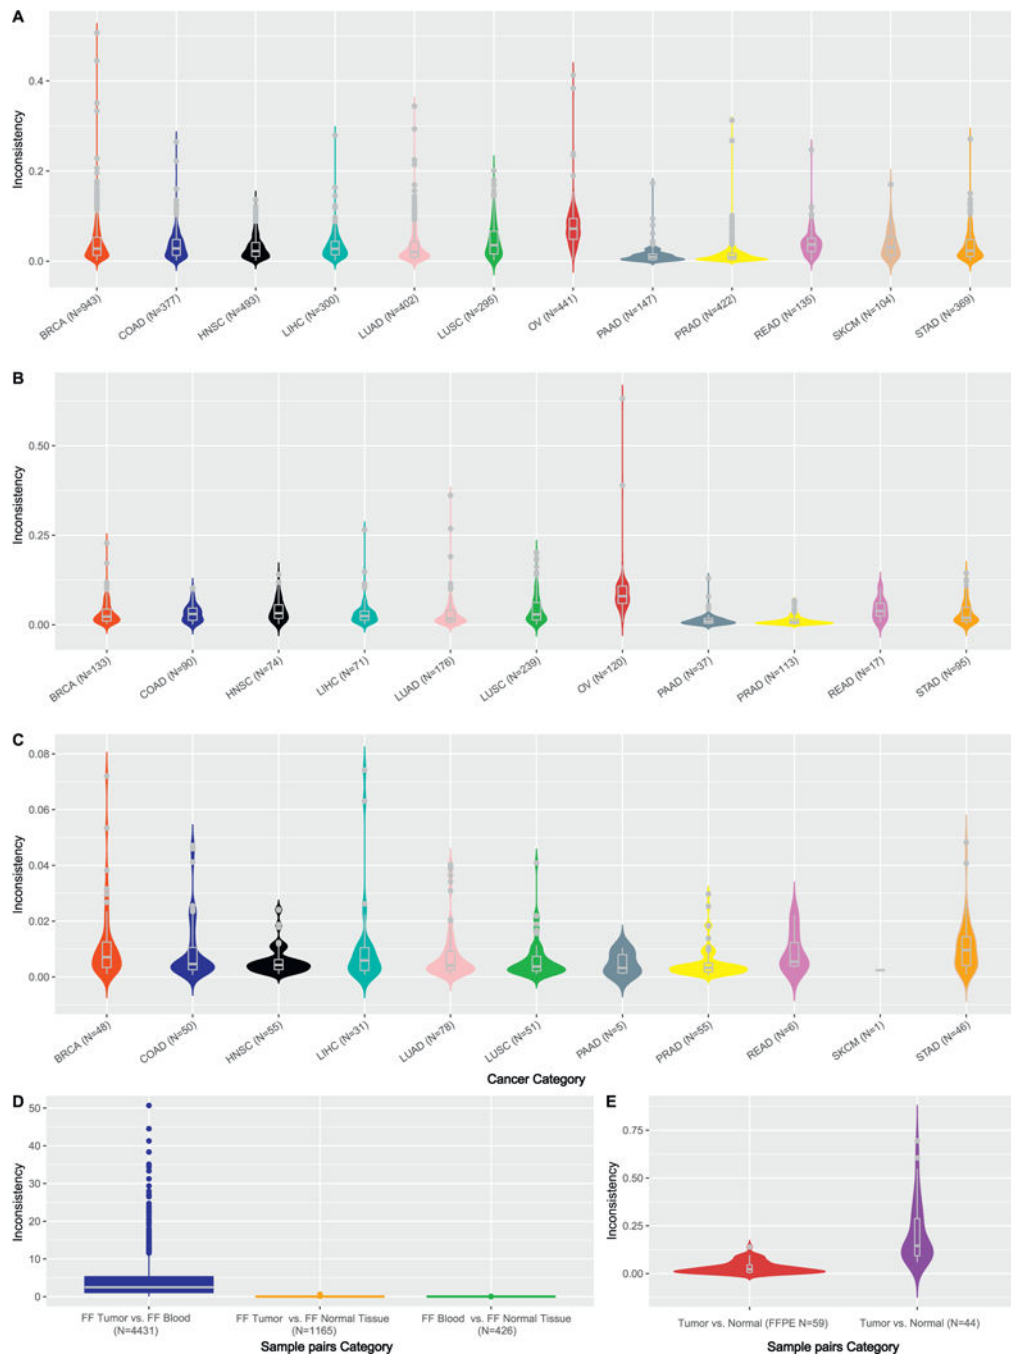 A
Inconsistency
0.4
0.2
0.0
BRCA (N=943)
COAD (N=377)
HNSC (N=493)
LIHC (N=300)
LUAD (N=402)
LUSC (N=295)
OV (N=441)
PAAD (N=147)
PRAD (N=422)
READ (N=135)
SKCM (N=104)
STAD (N=369)
B
Inconsistency
0.50
0.25
0.00
BRCA (N=133)
COAD (N=90)
HNSC (N=74)
LIHC (N=71)
LUAD (N=176)
LUSC (N=239)
OV (N=120)
PAAD (N=37)
PRAD (N=113)
READ (N=17)
STAD (N=95)
C
Inconsistency
0.08
0.06
0.04
0.02
0.00
BRCA (N=48)
COAD (N=50)
HNSC (N=55)
LIHC (N=31)
LUAD (N=78)
LUSC (N=51)
PAAD (N=5)
PRAD (N=55)
READ (N=6)
SKCM (N=1)
STAD (N=46)
Cancer Category
D
Inconsistency
50
40
30
20
10
0
FF Tumor vs. FF Blood
(N=4431)
FF Tumor vs. FF Normal Tissue
(N=1165)
FF Blood vs. FF Normal Tissue
(N=426)
Sample pairs Category
E
Inconsistency
0.75
0.50
0.25
0.00
Tumor vs. Normal (FFPE N=59)
Tumor vs. Normal (N=44)
Sample pairs Category